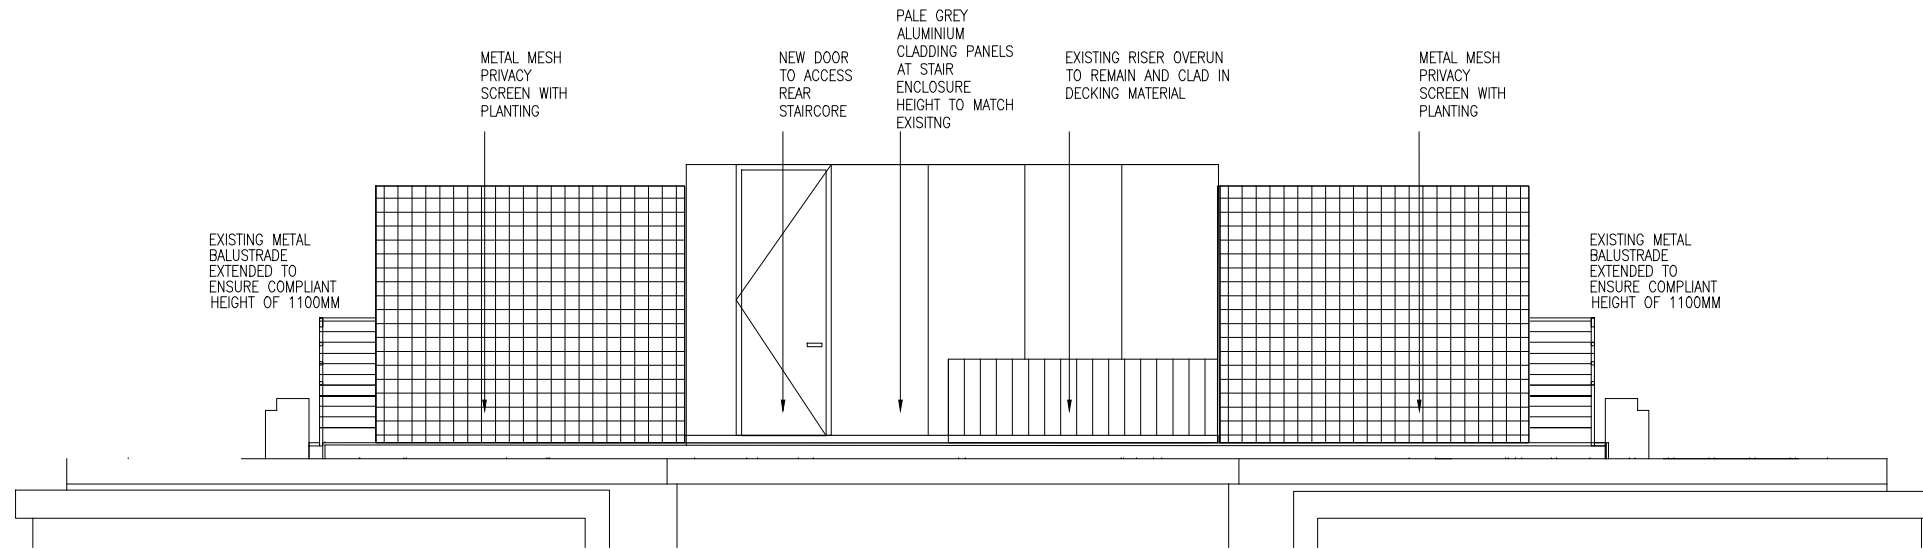 METAL MESH
PRIVACY
SCREEN WITH
PLANTING
NEW DOOR
TO ACCESS
REAR
STAIRCORE
PALE GREY
ALUMINIUM
CLADDING PANELS
AT STAIR
ENCLOSURE
HEIGHT TO MATCH
EXISITNG
EXISTING RISER OVERUN
TO REMAIN AND CLAD IN
DECKING MATERIAL
METAL MESH
PRIVACY
SCREEN WITH
PLANTING
EXISTING METAL
BALUSTRADE
EXTENDED TO
ENSURE COMPLIANT
HEIGHT OF 1100MM
EXISTING METAL
BALUSTRADE
EXTENDED TO
ENSURE COMPLIANT
HEIGHT OF 1100MM